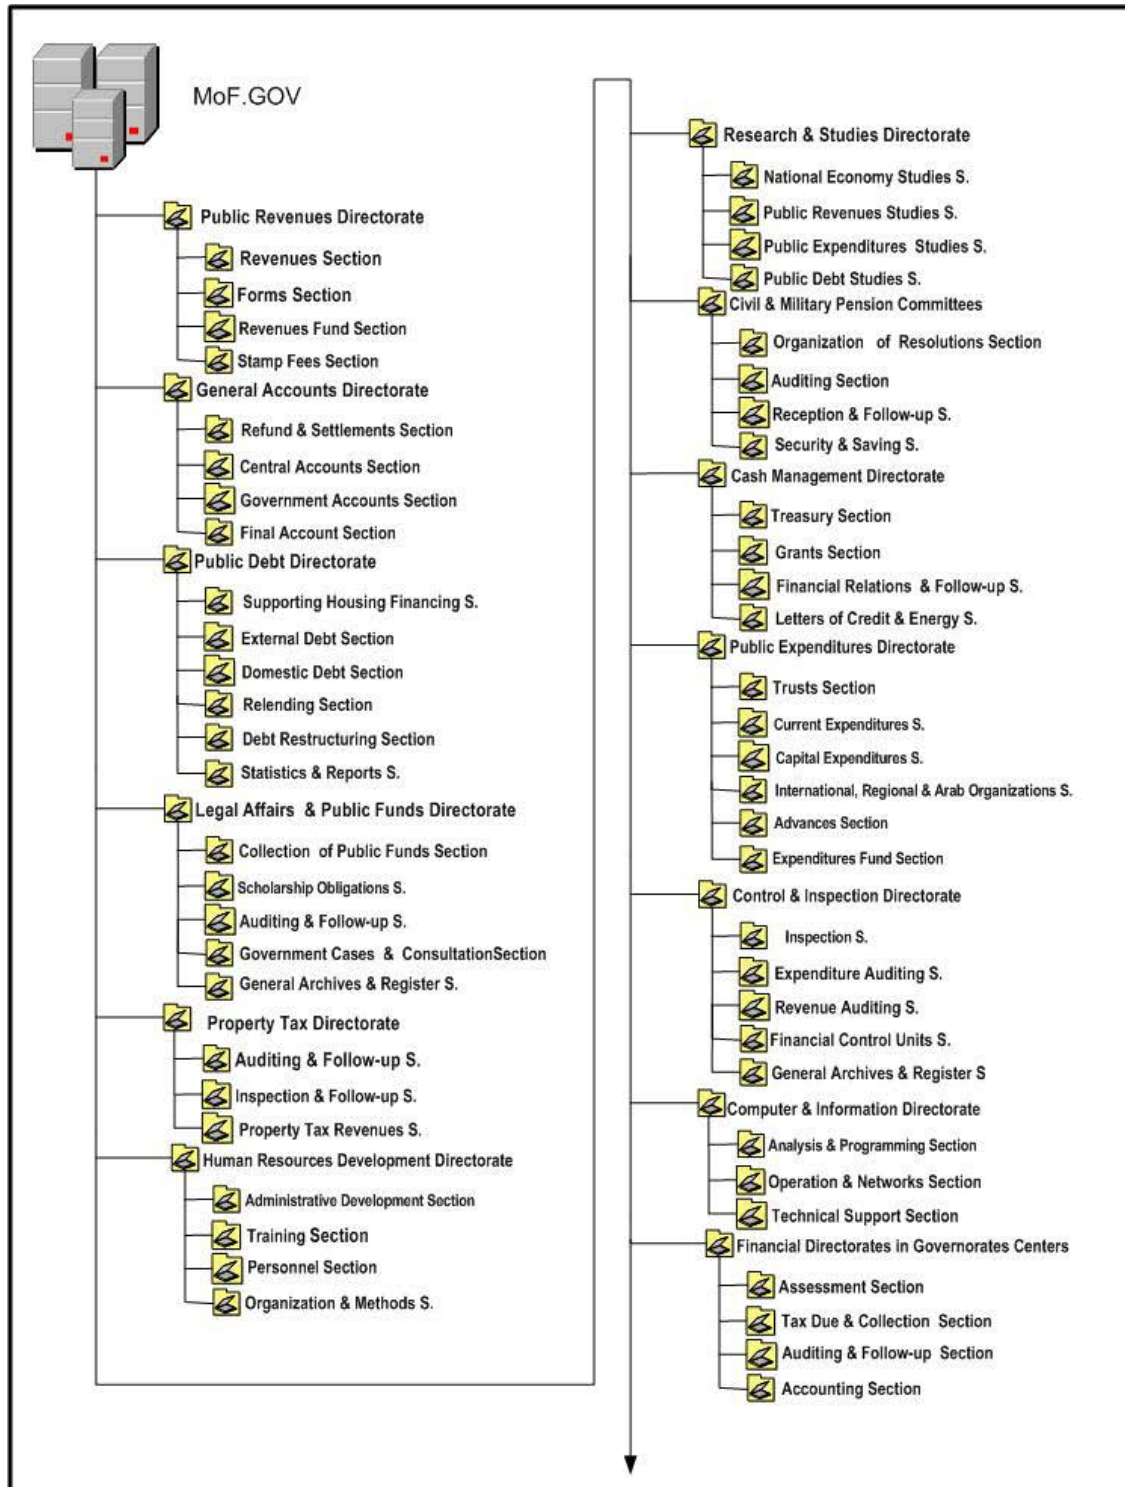 MoF.GOV
Public Revenues Directorate
Revenues Section
Forms Section
Revenues Fund Section
Stamp Fees Section
General Accounts Directorate
Refund & Settlements Section
Central Accounts Section
Government Accounts Section
Final Account Section
Public Debt Directorate
Supporting Housing Financing S.
External Debt Section
Domestic Debt Section
Relending Section
Debt Restructuring Section
Statistics & Reports S.
Legal Affairs & Public Funds Directorate
Collection of Public Funds Section
Scholarship Obligations S.
Auditing & Follow-up S.
Government Cases & ConsultationSection
General Archives & Register S.
Property Tax Directorate
Auditing & Follow-up S.
Inspection & Follow-up S.
Property Tax Revenues S.
Human Resources Development Directorate
Administrative Development Section
Training Section
Personnel Section
Organization & Methods S.
Research & Studies Directorate
National Economy Studies S.
Public Revenues Studies S.
Public Expenditures Studies S.
Public Debt Studies S.
Civil & Military Pension Committees
Organization of Resolutions Section
Auditing Section
Reception & Follow-up S.
Security & Saving S.
Cash Management Directorate
Treasury Section
Grants Section
Financial Relations & Follow-up S.
Letters of Credit & Energy S.
Public Expenditures Directorate
Trusts Section
Current Expenditures S.
Capital Expenditures S.
International, Regional & Arab Organizations S.
Advances Section
Expenditures Fund Section
Control & Inspection Directorate
Inspection S.
Expenditure Auditing S.
Revenue Auditing S.
Financial Control Units S.
General Archives & Register S
Computer & Information Directorate
Analysis & Programming Section
Operation & Networks Section
Technical Support Section
Financial Directorates in Governorates Centers
Assessment Section
Tax Due & Collection Section
Auditing & Follow-up Section
Accounting Section